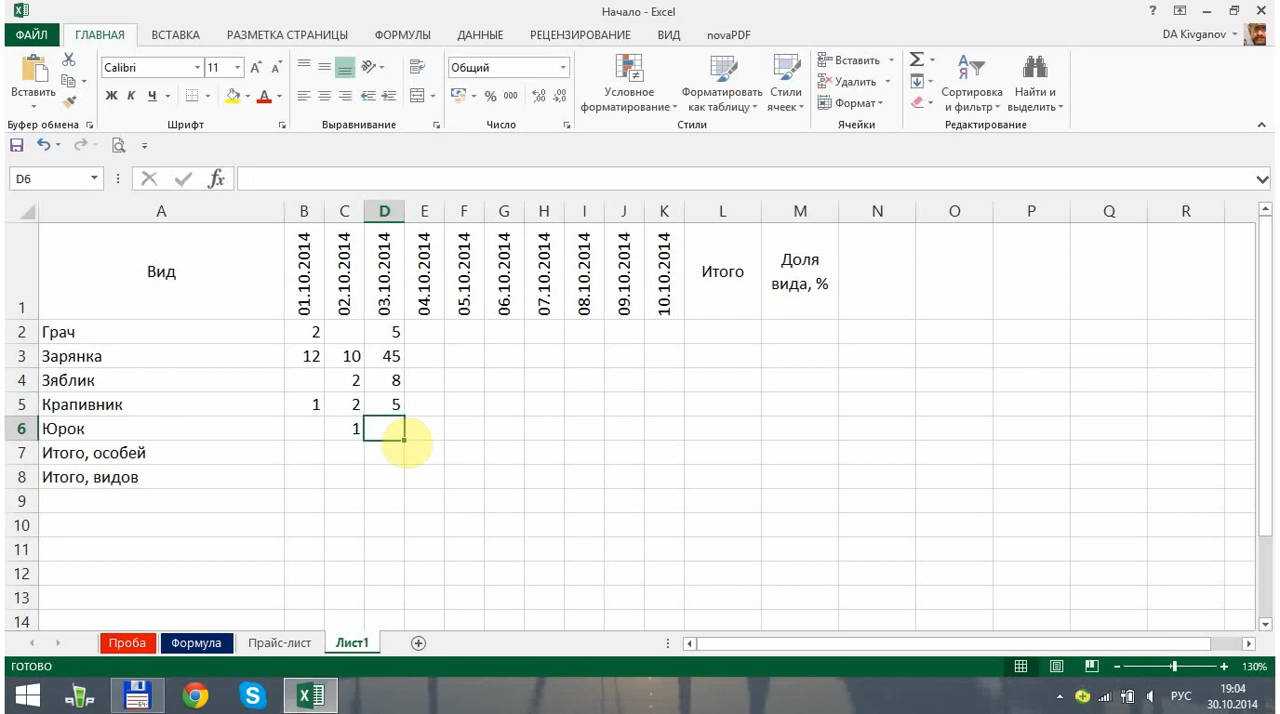 Начало - Excel
?
ФАЙЛ ГЛАВНАЯ ВСТАВКА РАЗМЕТКА СТРАНИЦЫ ФОРМУЛЫ ДАННЫЕ РЕЦЕНЗИРОВАНИЕ ВИД novaPDF DA Kivganov
Вставить
Calibri 11
Ж К Ч
Общий
% 000
Условное форматирование
Форматировать как таблицу
Стили ячеек
Вставить
Удалить
Формат
Сортировка и фильтр
Найти и выделить
Буфер обмена Шрифт Выравнивание Число Стили Ячейки Редактирование
D6 fx
A B C D E F G H I J K L M N O P Q R
1 Вид 01.10.2014 02.10.2014 03.10.2014 04.10.2014 05.10.2014 06.10.2014 07.10.2014 08.10.2014 09.10.2014 10.10.2014 Итого Доля вида, %
2 Грач 2 5
3 Зарянка 12 10 45
4 Зяблик 2 8
5 Крапивник 1 2 5
6 Юрок 1
7 Итого, особей
8 Итого, видов
9
10
11
12
13
14
Проба Формула Прайс-лист Лист1
ГОТОВО 130%
РУС 19:04
30.10.2014